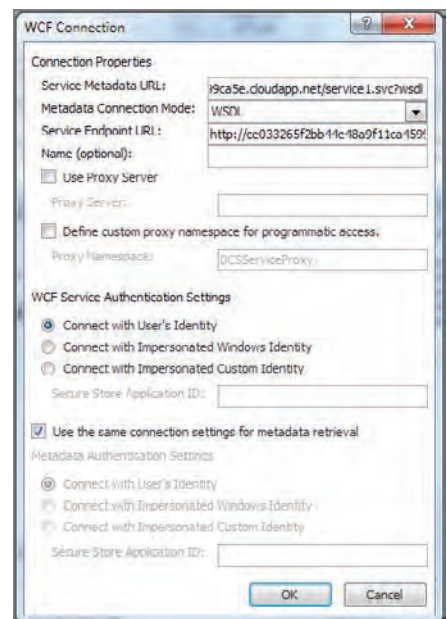 WCF Connection
Connection Properties
Service Metadata URL: 9ca5e.cloudapp.net/service1.svc?wsdl
Metadata Connection Mode: WSDL
Service Endpoint URL:
Name (optional):
Use Proxy Server
Proxy Server:
Define custom proxy namespace for programmatic access.
Proxy Namespace: BCSServiceProxy
WCF Service Authentication Settings
Connect with User's Identity
Connect with Impersonated Windows Identity
Connect with Impersonated Custom Identity
Secure Store Application ID:
Use the same connection settings for metadata retrieval
Metadata Authentication Settings
Connect with User's Identity
Connect with Impersonated Windows Identity
Connect with Impersonated Custom Identity
Secure Store Application ID:
OK Cancel